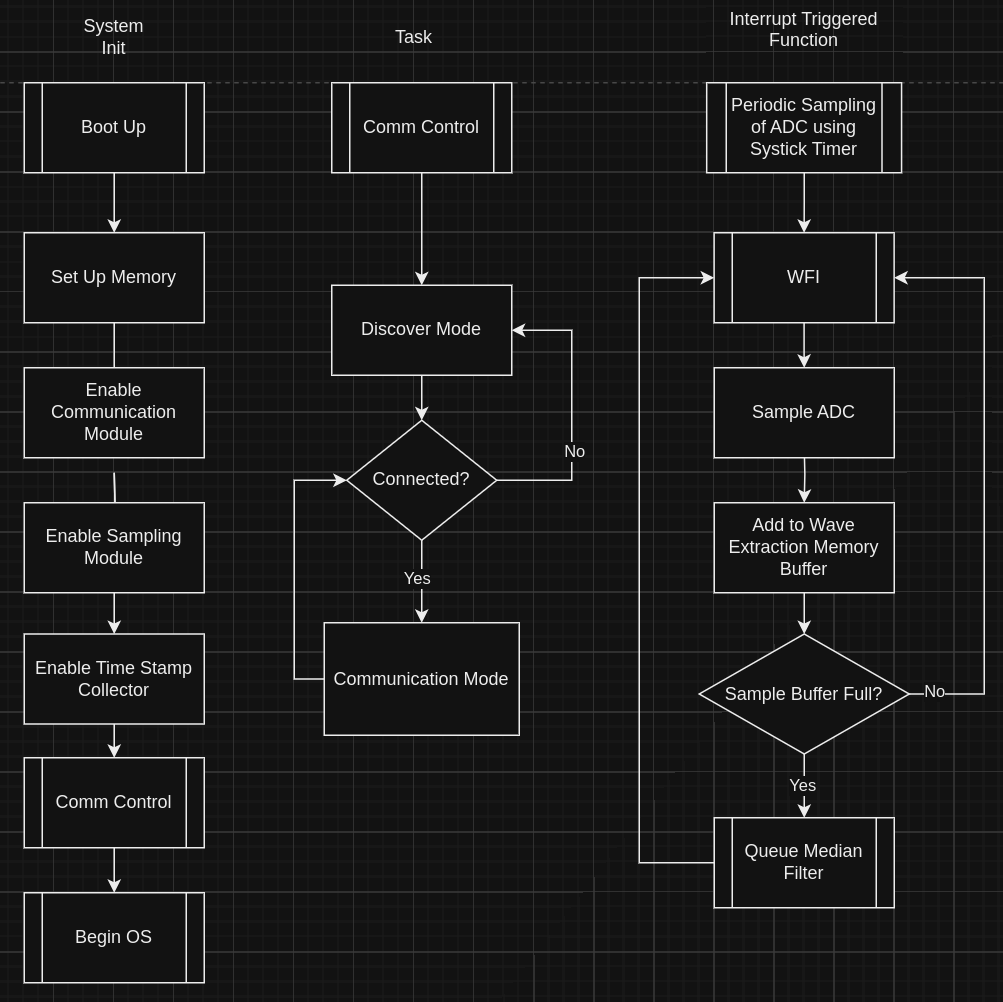 System
Init
Boot Up
Set Up Memory
Enable
Communication
Module
Enable Sampling
Module
Enable Time Stamp
Collector
Comm Control
Begin OS
Task
Comm Control
Discover Mode
Connected?
No
Yes
Communication Mode
Interrupt Triggered
Function
Periodic Sampling
of ADC using
Systick Timer
WFI
Sample ADC
Add to Wave
Extraction Memory
Buffer
Sample Buffer Full?
No
Yes
Queue Median
Filter